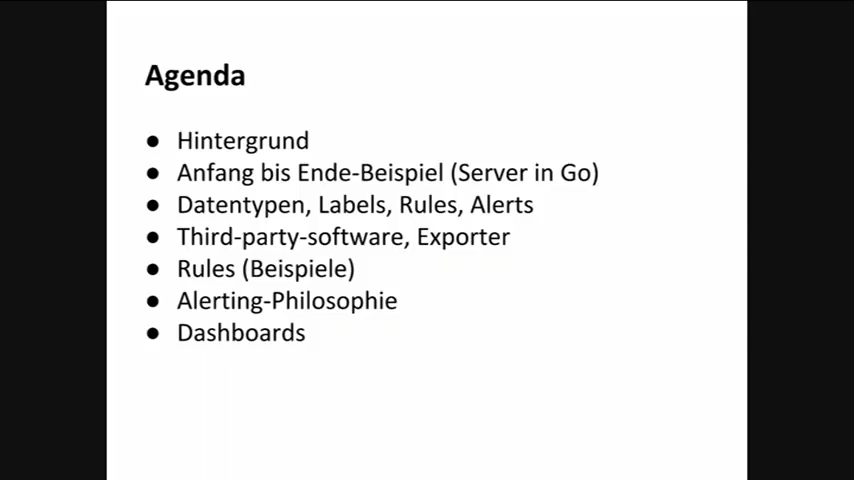 Agenda
● Hintergrund
● Anfang bis Ende-Beispiel (Server in Go)
● Datentypen, Labels, Rules, Alerts
● Third-party-software, Exporter
● Rules (Beispiele)
● Alerting-Philosophie
● Dashboards